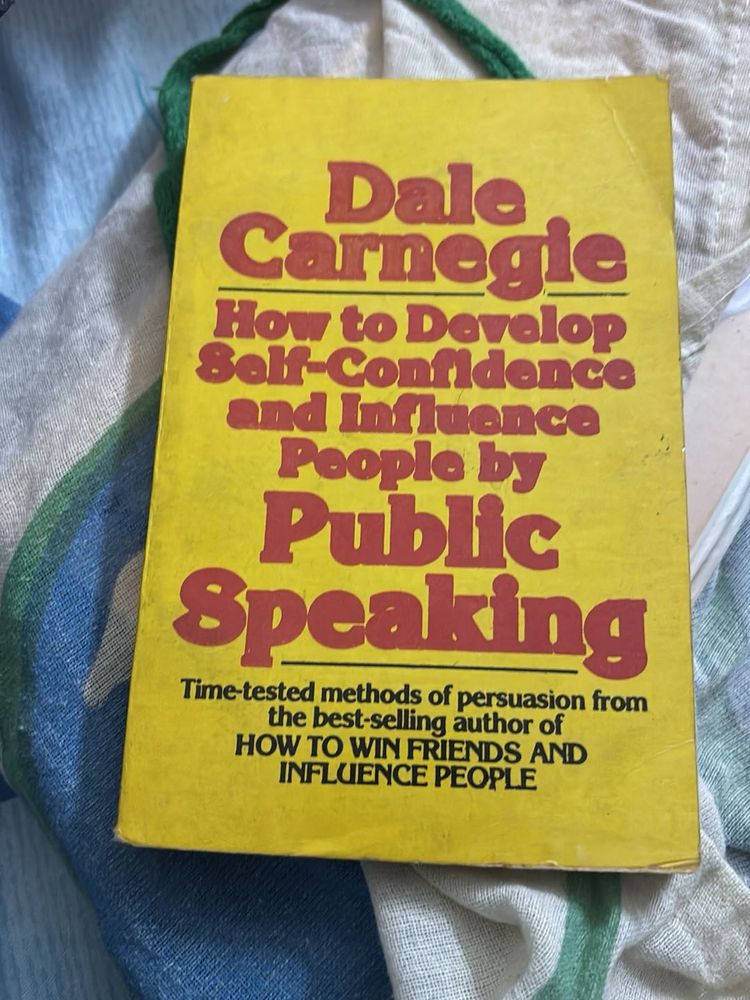 Dale
Carnegie
How to Develop
Self-Confidence
and Influence
People by
Public
Speaking
Time-tested methods of persuasion from
the best-selling author of
HOW TO WIN FRIENDS AND
INFLUENCE PEOPLE